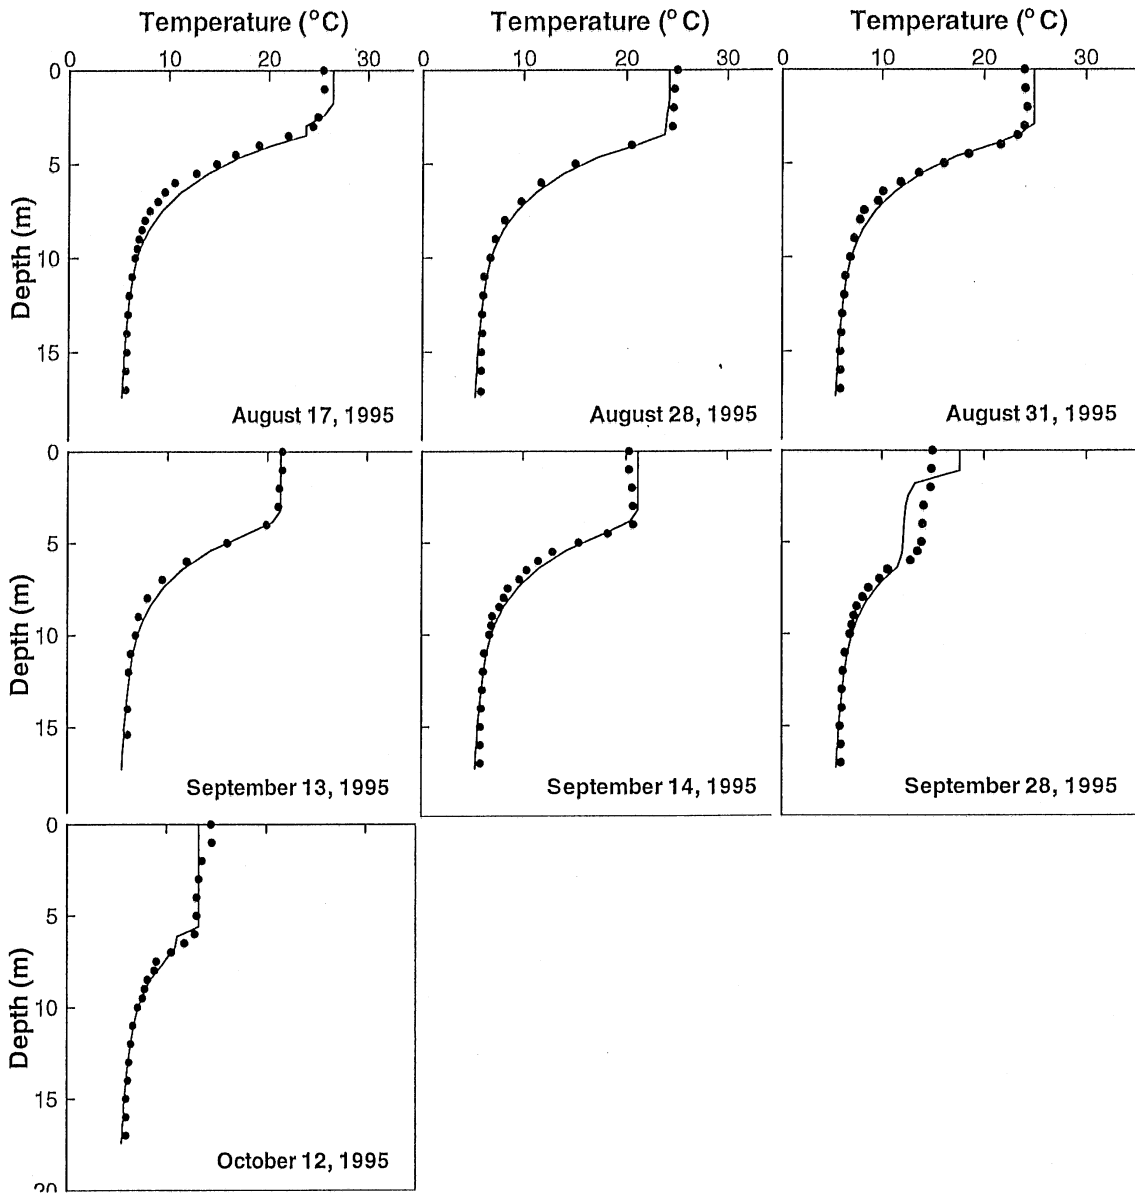 Temperature (°C) Temperature (°C) Temperature (°C)
0 10 20 30 0 10 20 30 0 10 20 30
0
5
10
15
Depth (m)
August 17, 1995 August 28, 1995 August 31, 1995
0
5
10
15
Depth (m)
September 13, 1995 September 14, 1995 September 28, 1995
0
5
10
15
20
Depth (m)
October 12, 1995